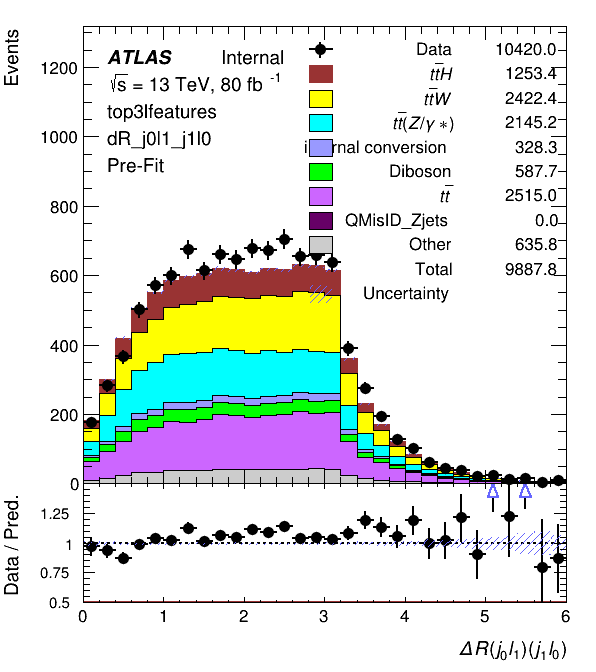 Events
ATLAS Internal
√s = 13 TeV, 80 fb⁻¹
top3lfeatures
dR_j0l1_j1l0
Pre-Fit
Data 10420.0
tt̄H 1253.4
tt̄W 2422.4
tt̄(Z/γ*) 2145.2
internal conversion 328.3
Diboson 587.7
tt̄ 2515.0
QMisID_Zjets 0.0
Other 635.8
Total 9887.8
Uncertainty
1200
1000
800
600
400
200
0
Data / Pred.
1.25
1
0.75
0.5
0 1 2 3 4 5 6
ΔR(j₀l₁)(j₁l₀)